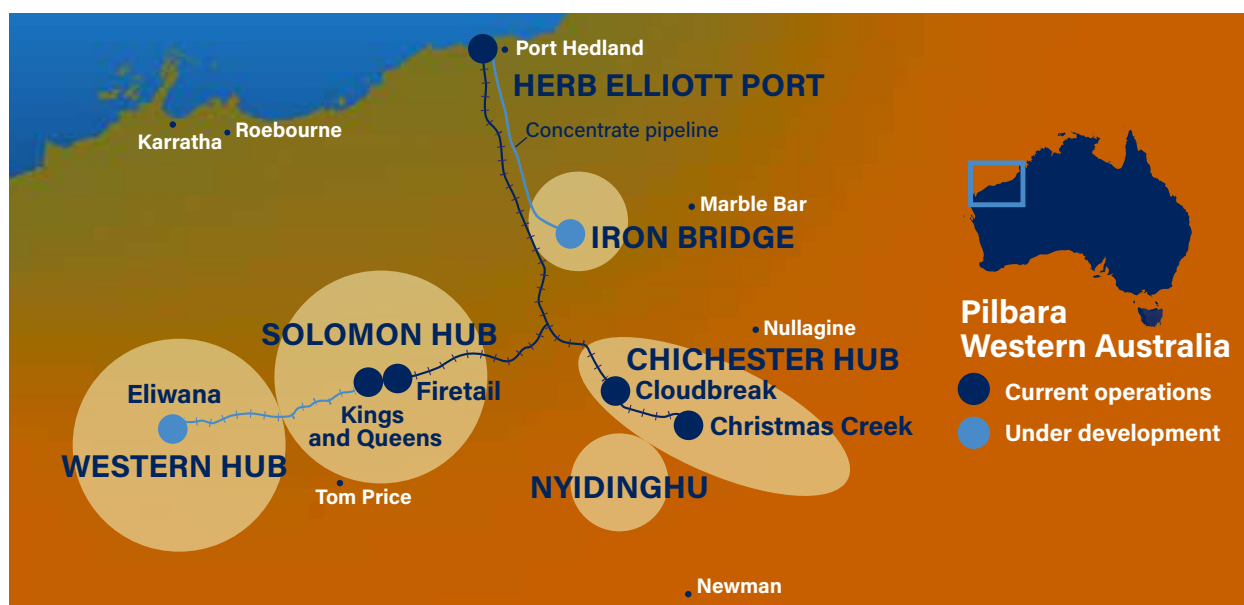 Port Hedland
HERB ELLIOTT PORT
Concentrate pipeline
Karratha
Roebourne
Marble Bar
IRON BRIDGE
SOLOMON HUB
Firetail
Kings
and Queens
Eliwana
WESTERN HUB
Tom Price
Nullagine
CHICHESTER HUB
Cloudbreak
Christmas Creek
NYIDINGHU
Newman
Pilbara
Western Australia
Current operations
Under development